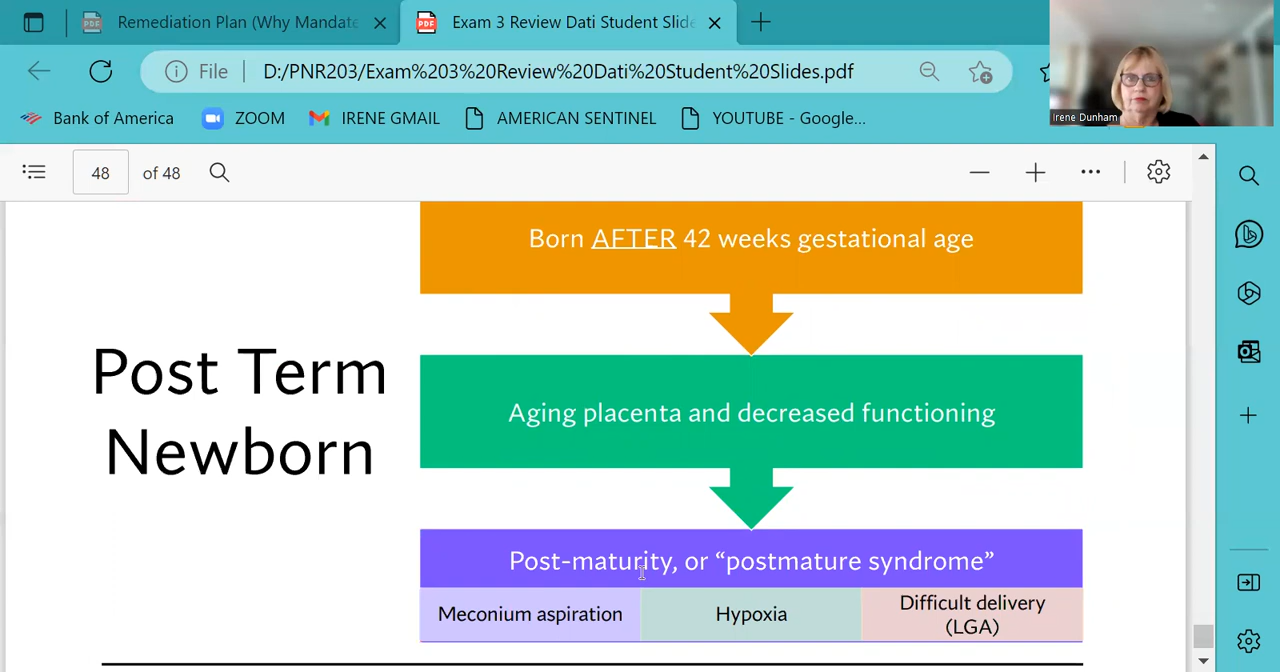 Remediation Plan (Why Mandate
Exam 3 Review Dati Student Slide
File
D:/PNR203/Exam%203%20Review%20Dati%20Student%20Slides.pdf
Bank of America
ZOOM
IRENE GMAIL
AMERICAN SENTINEL
YOUTUBE - Google...
Irene Dunham
48 of 48
Born AFTER 42 weeks gestational age
Post Term
Newborn
Aging placenta and decreased functioning
Post-maturity, or “postmature syndrome”
Meconium aspiration
Hypoxia
Difficult delivery
(LGA)